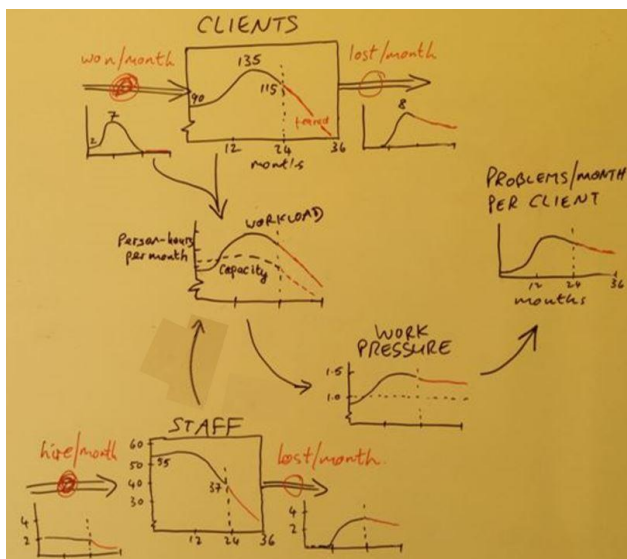 CLIENTS
won/month
lost/month
135
115
90
feared
12
24
36
months
2
7
8
PROBLEMS/MONTH
PER CLIENT
12
24
36
months
WORKLOAD
Person-hours
per month
Capacity
WORK
PRESSURE
1.5
1.0
STAFF
hire/month
lost/month.
60
50
40
30
55
37
12
24
36
4
2
4
2